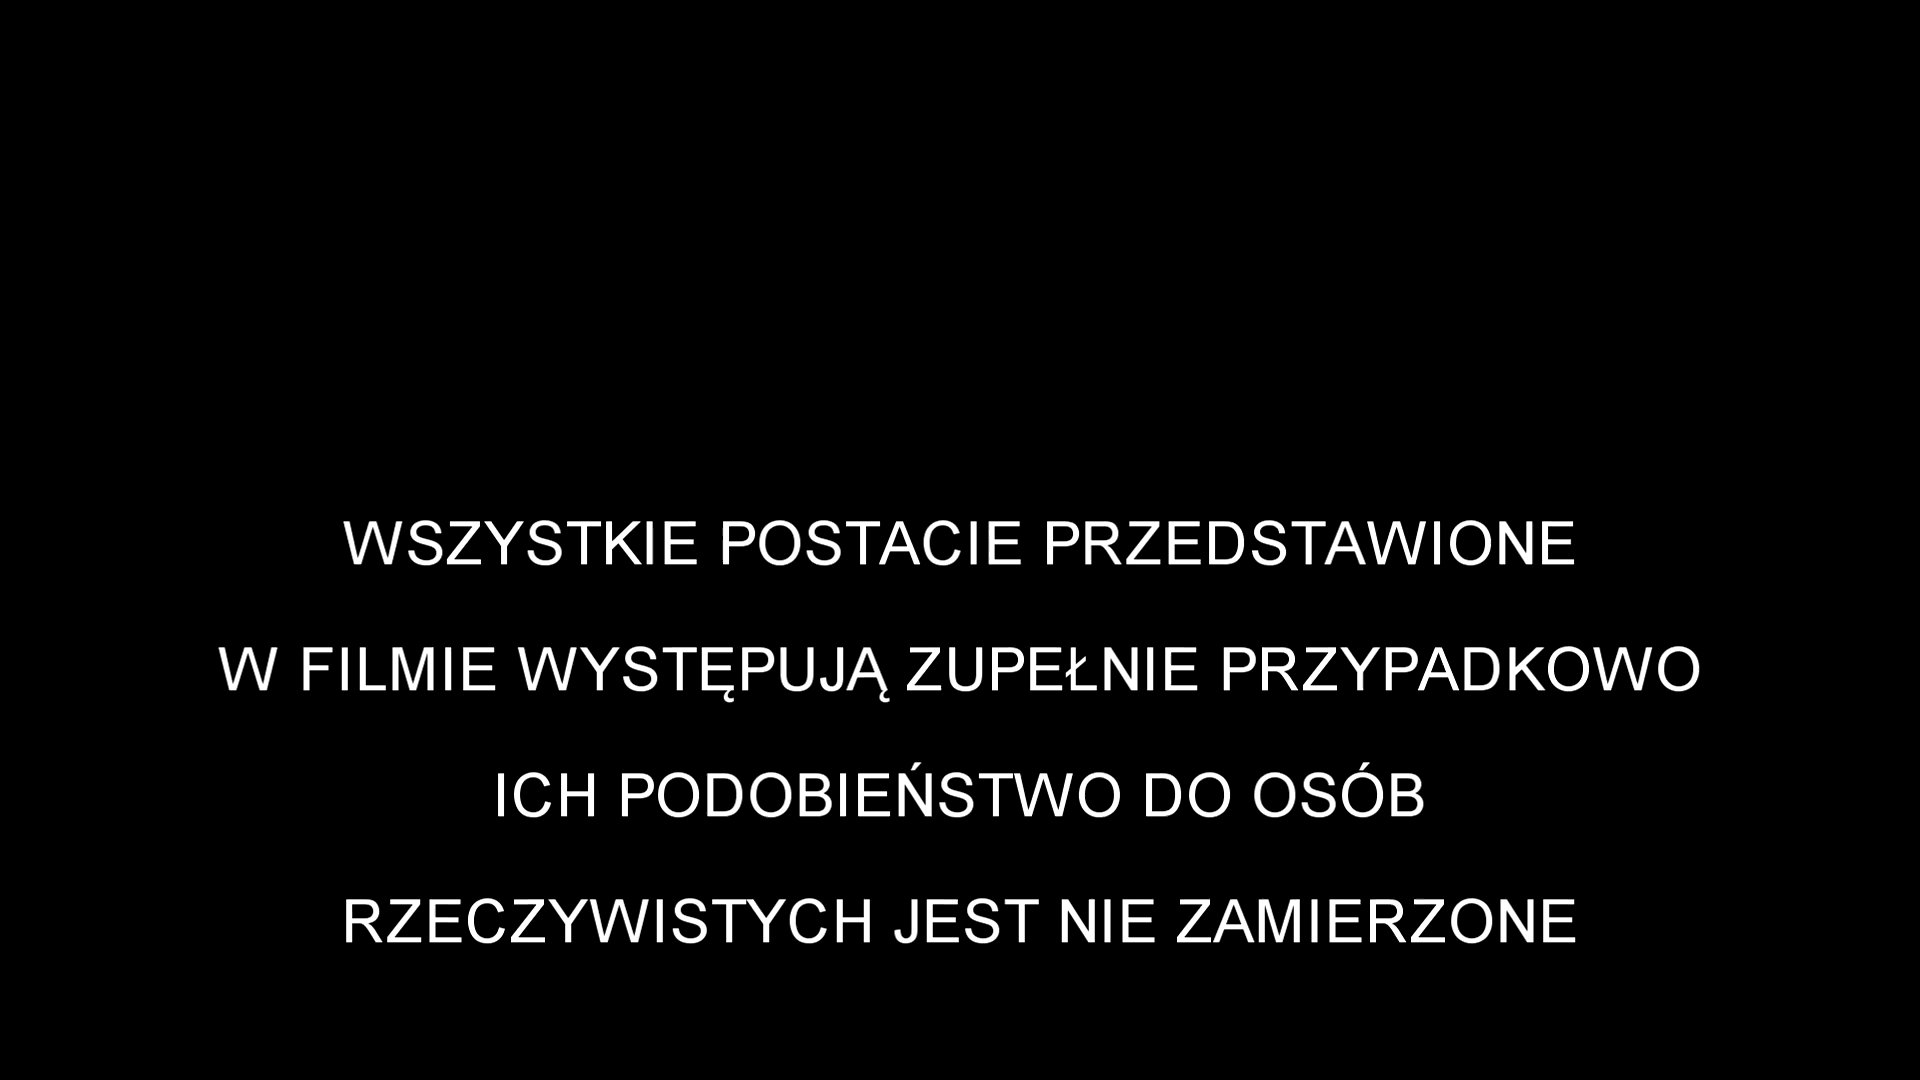 WSZYSTKIE POSTACIE PRZEDSTAWIONE
W FILMIE WYSTĘPUJĄ ZUPEŁNIE PRZYPADKOWO
ICH PODOBIEŃSTWO DO OSÓB
RZECZYWISTYCH JEST NIE ZAMIERZONE